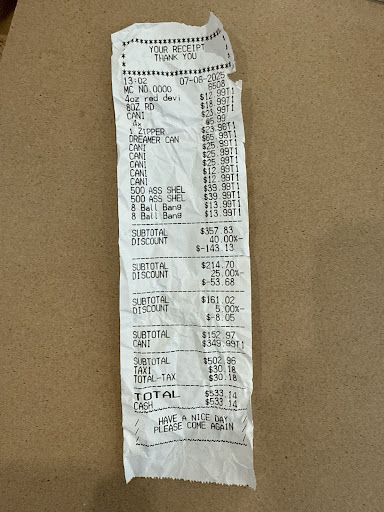 YOUR RECEIPT
THANK YOU
13:02 07-06-2025
MC NO.0000 6508
4oz red devi $12.99T1
8OZ RD $18.99T1
CANI $23.99T1
4x @5.99
1 ZIPPER $23.96T1
DREAMER CAN $65.99T1
CANI $25.99T1
CANI $25.99T1
CANI $25.99T1
CANI $12.99T1
CANI $12.99T1
500 ASS SHEL $39.99T1
500 ASS SHEL $39.99T1
8 Ball Bang $13.99T1
8 Ball Bang $13.99T1
SUBTOTAL $357.83
DISCOUNT 40.00%-
$-143.13
SUBTOTAL $214.70
DISCOUNT 25.00%-
$-53.68
SUBTOTAL $161.02
DISCOUNT 5.00%-
$-8.05
SUBTOTAL $152.97
CANI $349.99T1
SUBTOTAL $502.96
TAX1 $30.18
TOTAL-TAX $30.18
TOTAL $533.14
CASH $533.14
HAVE A NICE DAY
PLEASE COME AGAIN